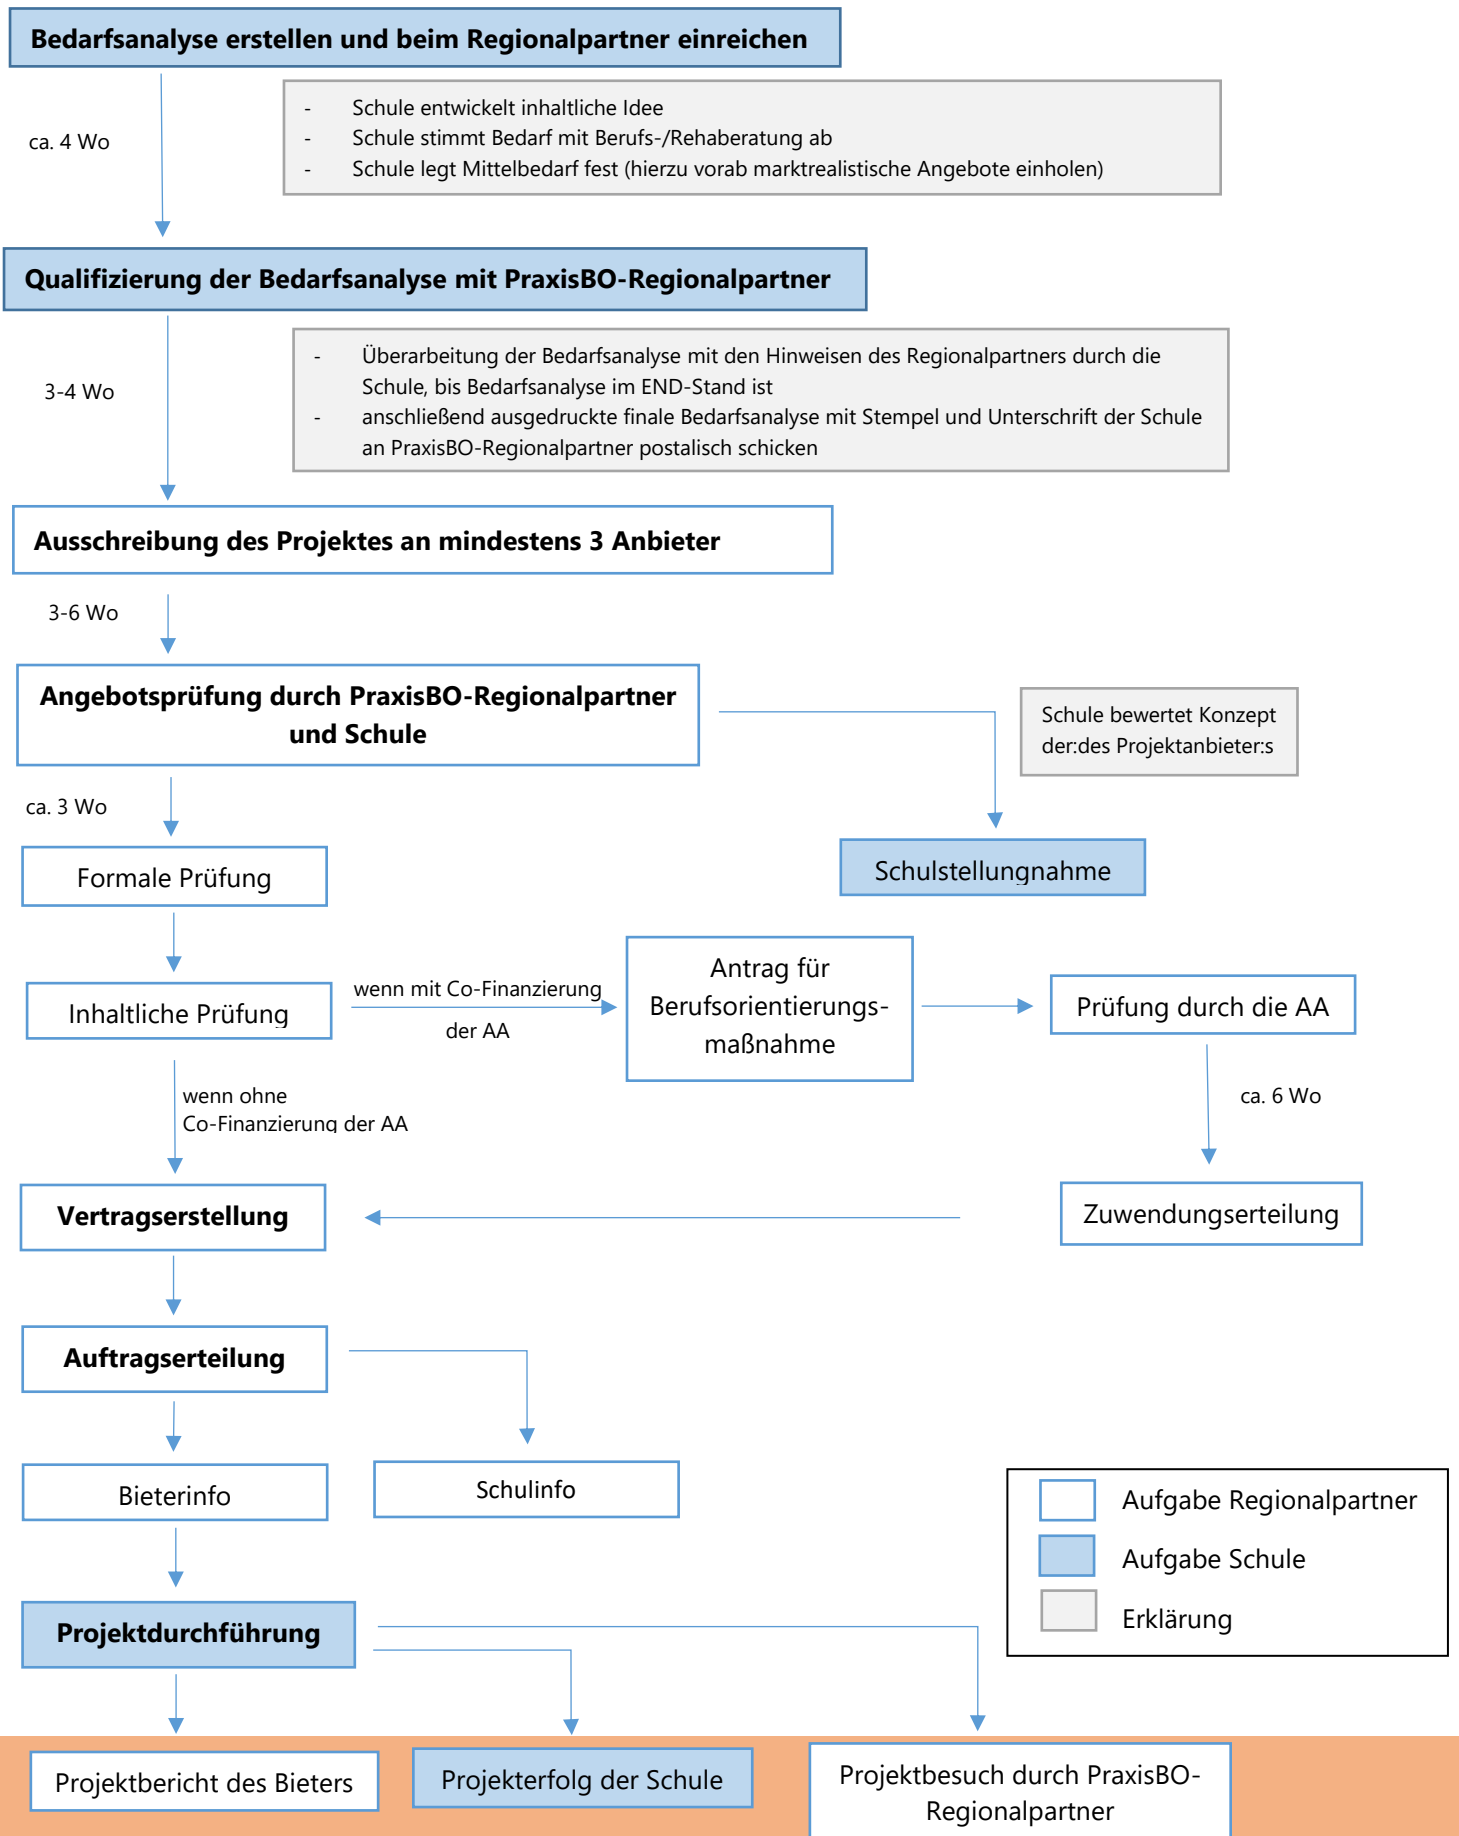 Bedarfsanalyse erstellen und beim Regionalpartner einreichen
ca. 4 Wo
- Schule entwickelt inhaltliche Idee
- Schule stimmt Bedarf mit Berufs-/Rehaberatung ab
- Schule legt Mittelbedarf fest (hierzu vorab marktrealistische Angebote einholen)
Qualifizierung der Bedarfsanalyse mit PraxisBO-Regionalpartner
3-4 Wo
- Überarbeitung der Bedarfsanalyse mit den Hinweisen des Regionalpartners durch die
Schule, bis Bedarfsanalyse im END-Stand ist
- anschließend ausgedruckte finale Bedarfsanalyse mit Stempel und Unterschrift der Schule
an PraxisBO-Regionalpartner postalisch schicken
Ausschreibung des Projektes an mindestens 3 Anbieter
3-6 Wo
Angebotsprüfung durch PraxisBO-Regionalpartner
und Schule
Schule bewertet Konzept
der:des Projektanbieter:s
ca. 3 Wo
Formale Prüfung
Schulstellungnahme
Inhaltliche Prüfung
wenn mit Co-Finanzierung
der AA
Antrag für
Berufsorientierungs-
maßnahme
Prüfung durch die AA
wenn ohne
Co-Finanzierung der AA
ca. 6 Wo
Vertragserstellung
Zuwendungserteilung
Auftragserteilung
Bieterinfo
Schulinfo
Aufgabe Regionalpartner
Aufgabe Schule
Erklärung
Projektdurchführung
Projektbericht des Bieters
Projekterfolg der Schule
Projektbesuch durch PraxisBO-
Regionalpartner